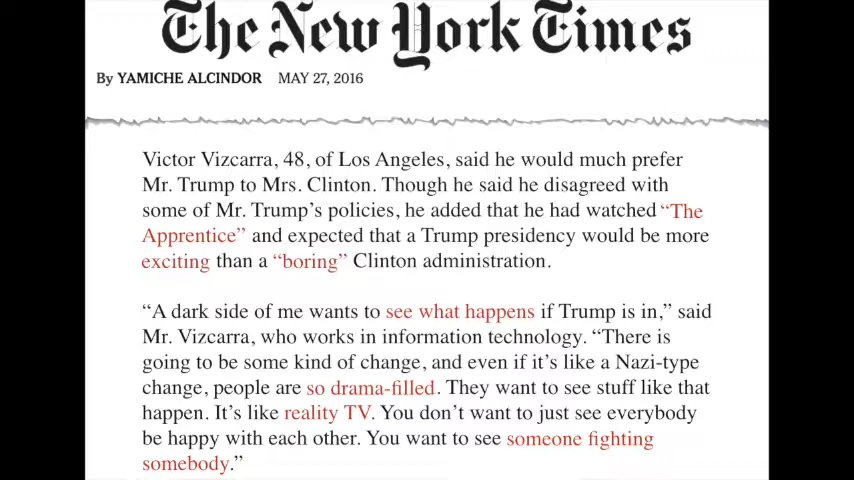 The New York Times
By YAMICHE ALCINDOR MAY 27, 2016
Victor Vizcarra, 48, of Los Angeles, said he would much prefer
Mr. Trump to Mrs. Clinton. Though he said he disagreed with
some of Mr. Trump’s policies, he added that he had watched “The
Apprentice” and expected that a Trump presidency would be more
exciting than a “boring” Clinton administration.
“A dark side of me wants to see what happens if Trump is in,” said
Mr. Vizcarra, who works in information technology. “There is
going to be some kind of change, and even if it’s like a Nazi-type
change, people are so drama-filled. They want to see stuff like that
happen. It’s like reality TV. You don’t want to just see everybody
be happy with each other. You want to see someone fighting
somebody.”